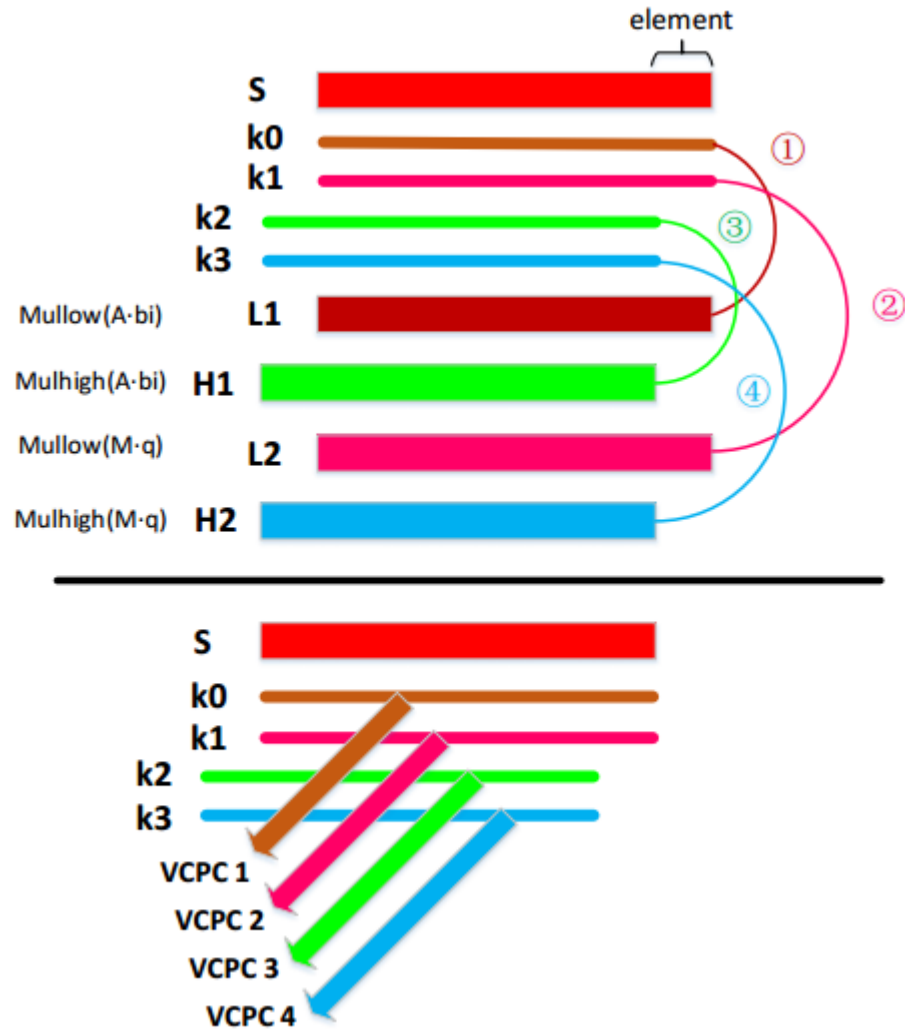 element
S
k0
①
k1
k2
③
k3
Mullow(A·bi) L1
②
Mulhigh(A·bi) H1
④
Mullow(M·q) L2
Mulhigh(M·q) H2
S
k0
k1
k2
k3
VCPC 1
VCPC 2
VCPC 3
VCPC 4